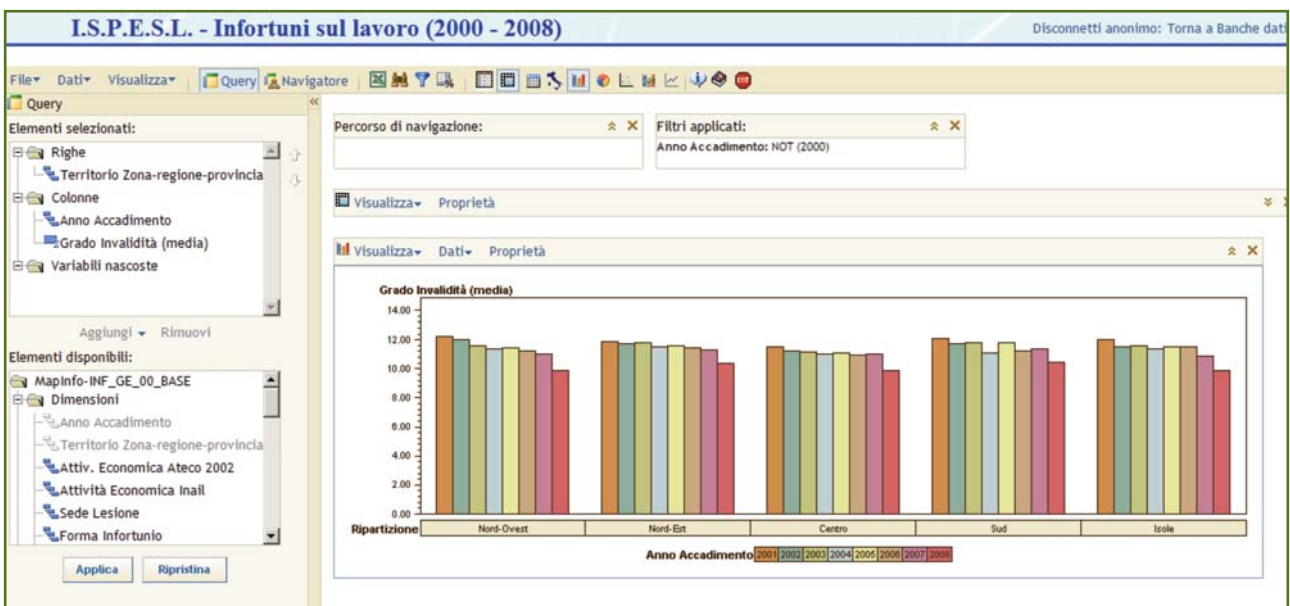 I.S.P.E.S.L. - Infortuni sul lavoro (2000 - 2008)
Disconnetti anonimo: Torna a Banche dati
File Dati Visualizza Query Navigatore
Query
Elementi selezionati:
Righe
Territorio Zona-regione-provincia
Colonne
Anno Accadimento
Grado Invalidità (media)
Variabili nascoste
Aggiungi Rimuovi
Elementi disponibili:
MapInfo-INF_GE_00_BASE
Dimensioni
Anno Accadimento
Territorio Zona-regione-provincia
Attiv. Economica Ateco 2002
Attività Economica Inail
Sede Lesione
Forma Infortunio
Applica Ripristina
Percorso di navigazione:
Filtri applicati:
Anno Accadimento: NOT (2000)
Visualizza Proprietà
Visualizza Dati Proprietà
Grado Invalidità (media)
14.00
12.00
10.00
8.00
6.00
4.00
2.00
0.00
Ripartizione Nord-Ovest Nord-Est Centro Sud Isole
Anno Accadimento 2001 2002 2003 2004 2005 2006 2007 2008